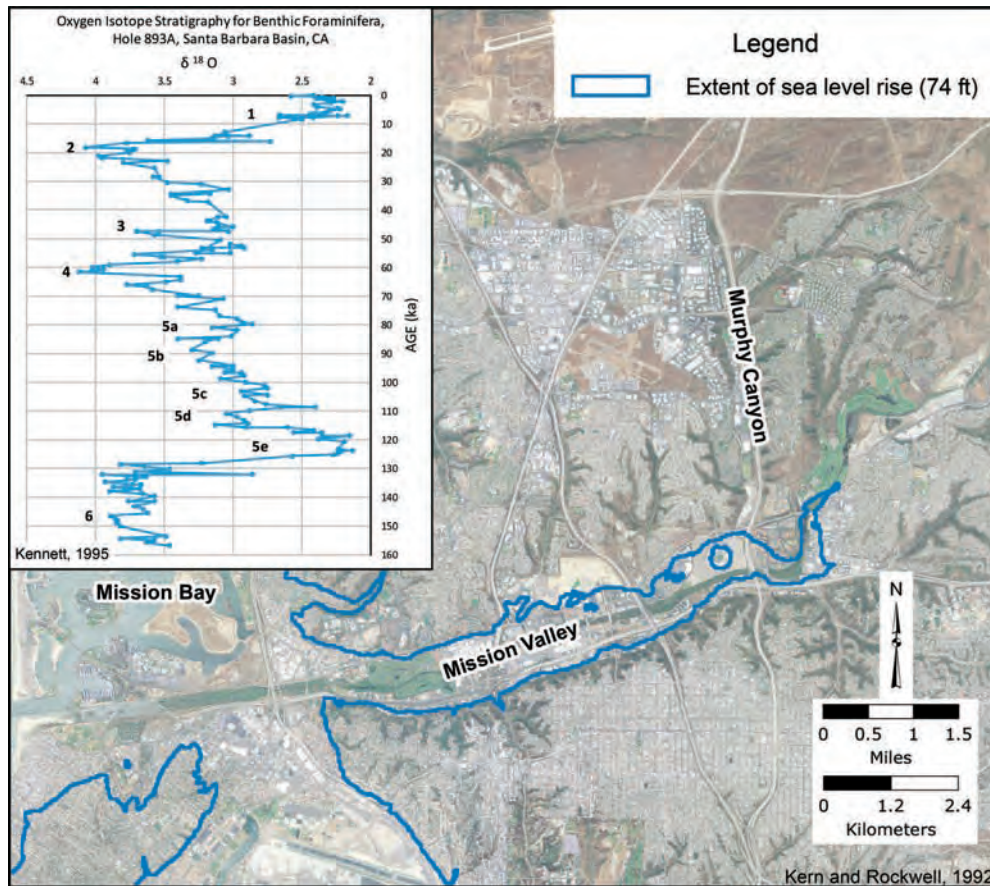 Oxygen Isotope Stratigraphy for Benthic Foraminifera,
Hole 893A, Santa Barbara Basin, CA
δ 18 O
4.5 4 3.5 3 2.5 2
0
10
20
30
40
50
60
70
80
90
100
110
120
130
140
150
160
AGE (ka)
1
2
3
4
5a
5b
5c
5d
5e
6
Kennett, 1995
Legend
Extent of sea level rise (74 ft)
Murphy Canyon
Mission Bay
Mission Valley
N
0 0.5 1 1.5
Miles
0 1.2 2.4
Kilometers
Kern and Rockwell, 1992